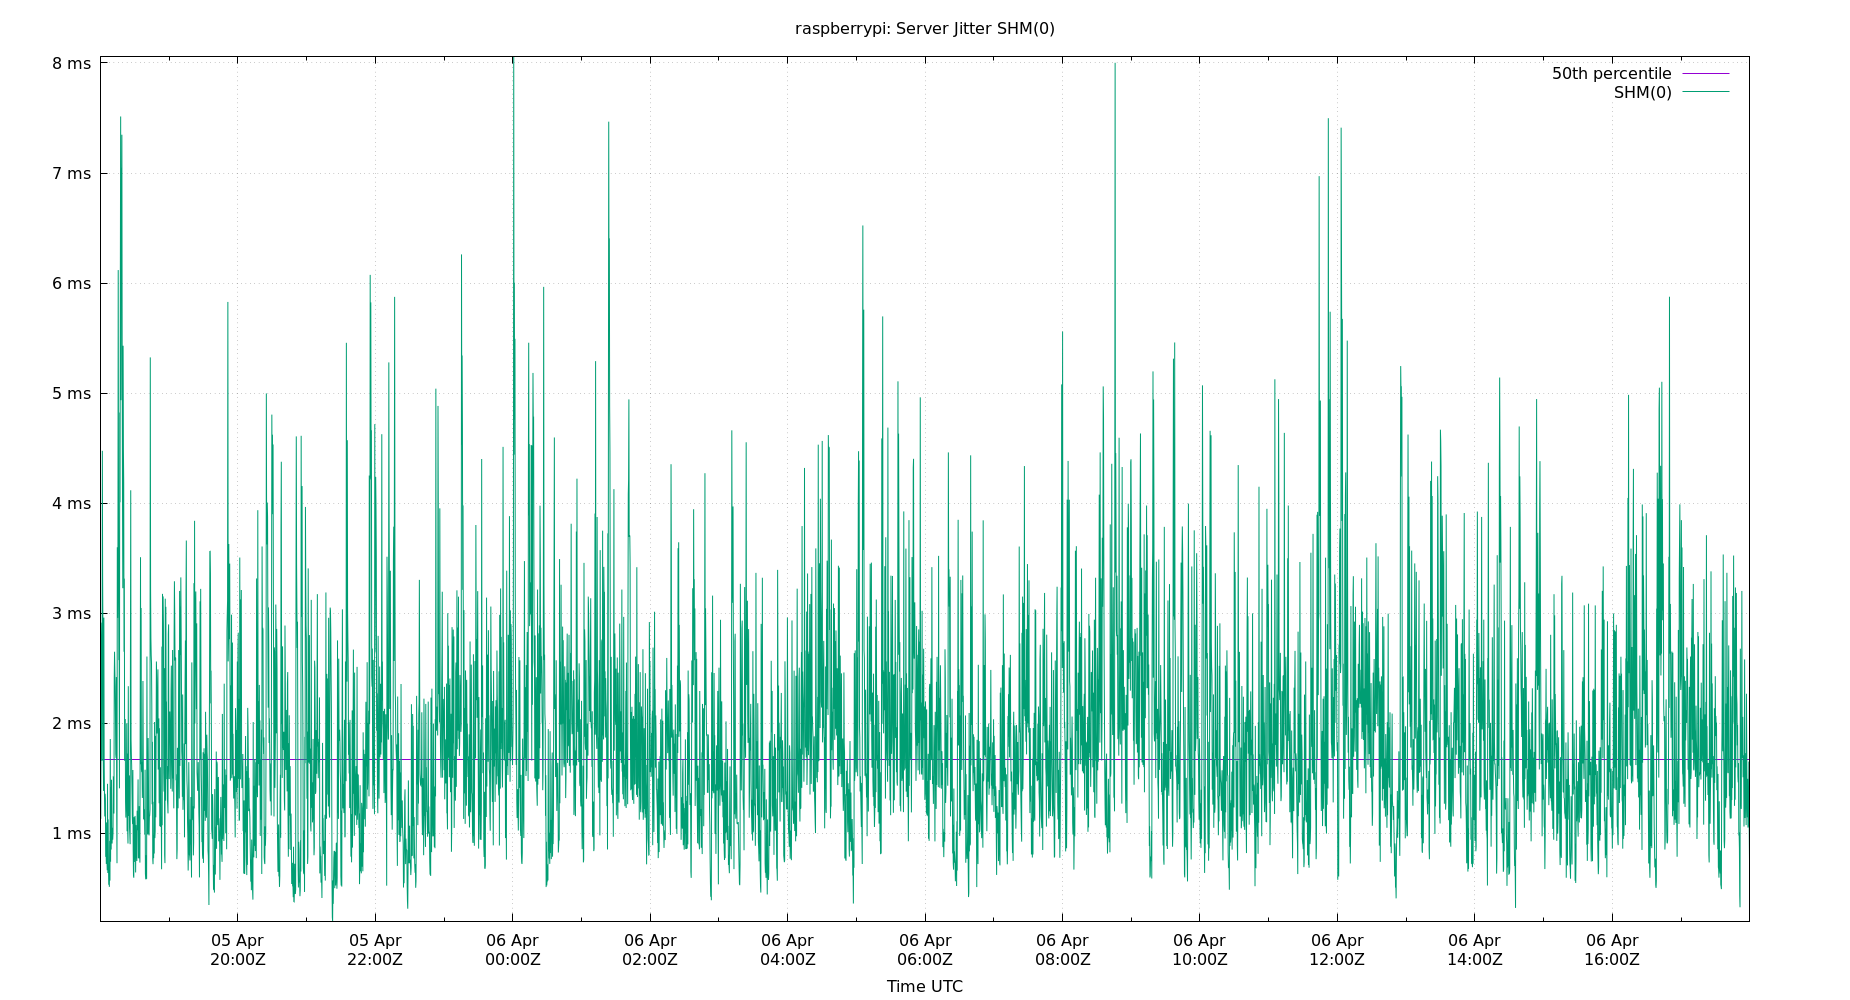 raspberrypi: Server Jitter SHM(0)
50th percentile
SHM(0)
8 ms
7 ms
6 ms
5 ms
4 ms
3 ms
2 ms
1 ms
05 Apr 05 Apr 06 Apr 06 Apr 06 Apr 06 Apr 06 Apr 06 Apr 06 Apr 06 Apr 06 Apr
20:00Z 22:00Z 00:00Z 02:00Z 04:00Z 06:00Z 08:00Z 10:00Z 12:00Z 14:00Z 16:00Z
Time UTC